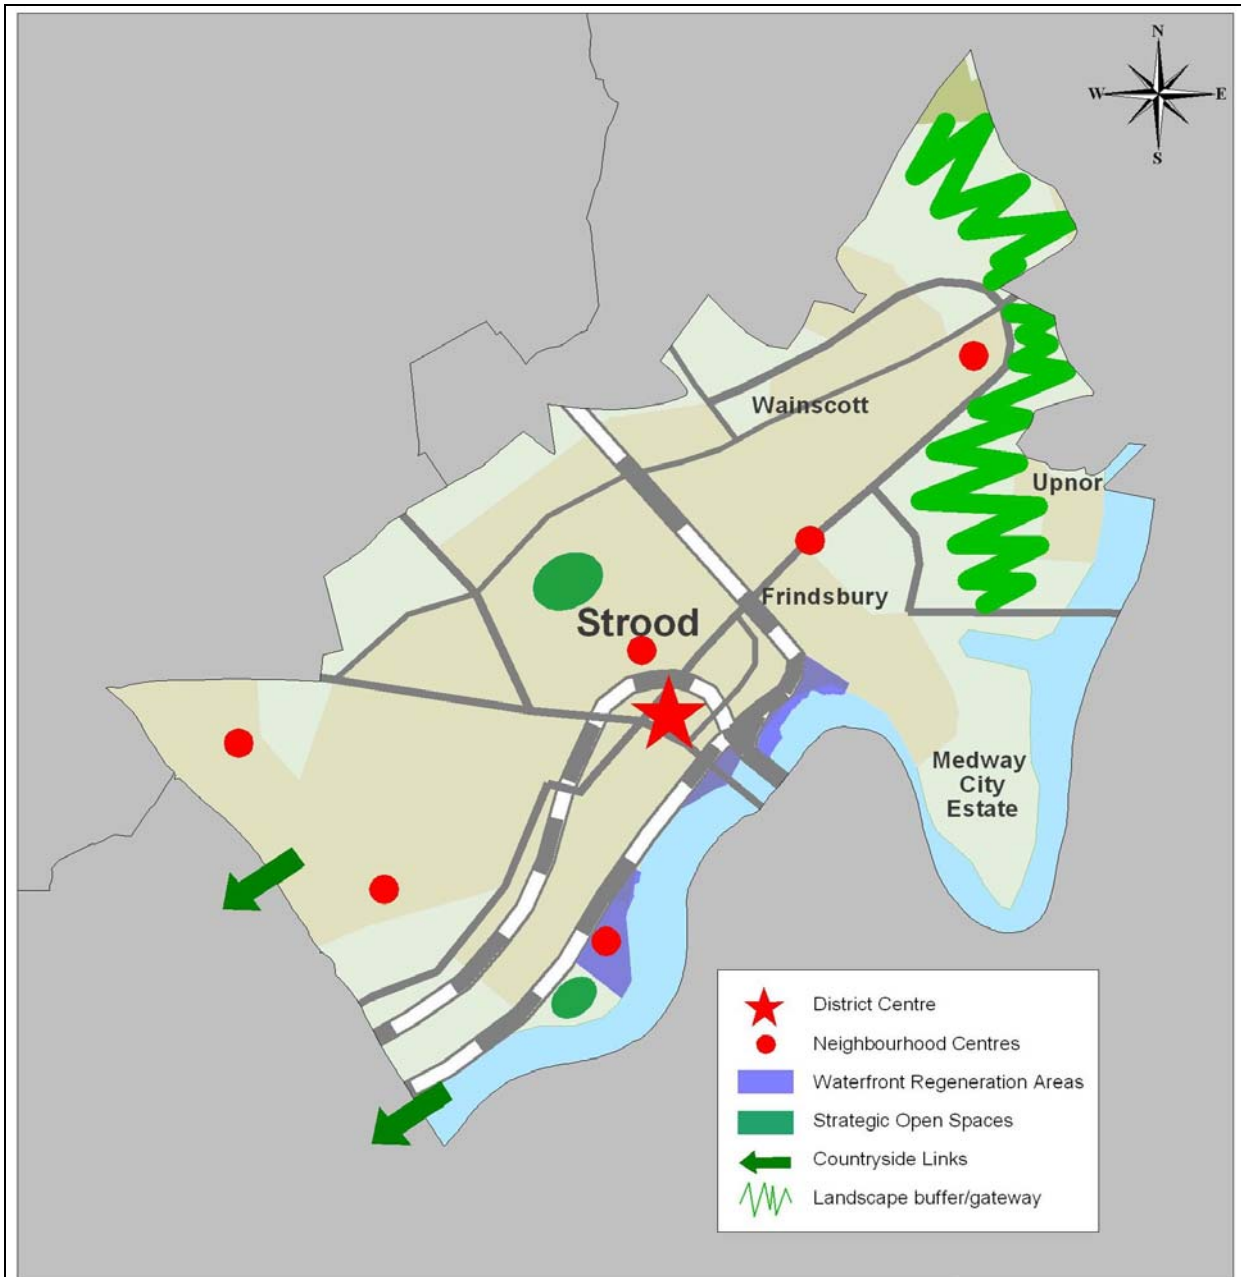 N
W
E
S
Wainscott
Upnor
Frindsbury
Strood
Medway
City
Estate
District Centre
Neighbourhood Centres
Waterfront Regeneration Areas
Strategic Open Spaces
Countryside Links
Landscape buffer/gateway